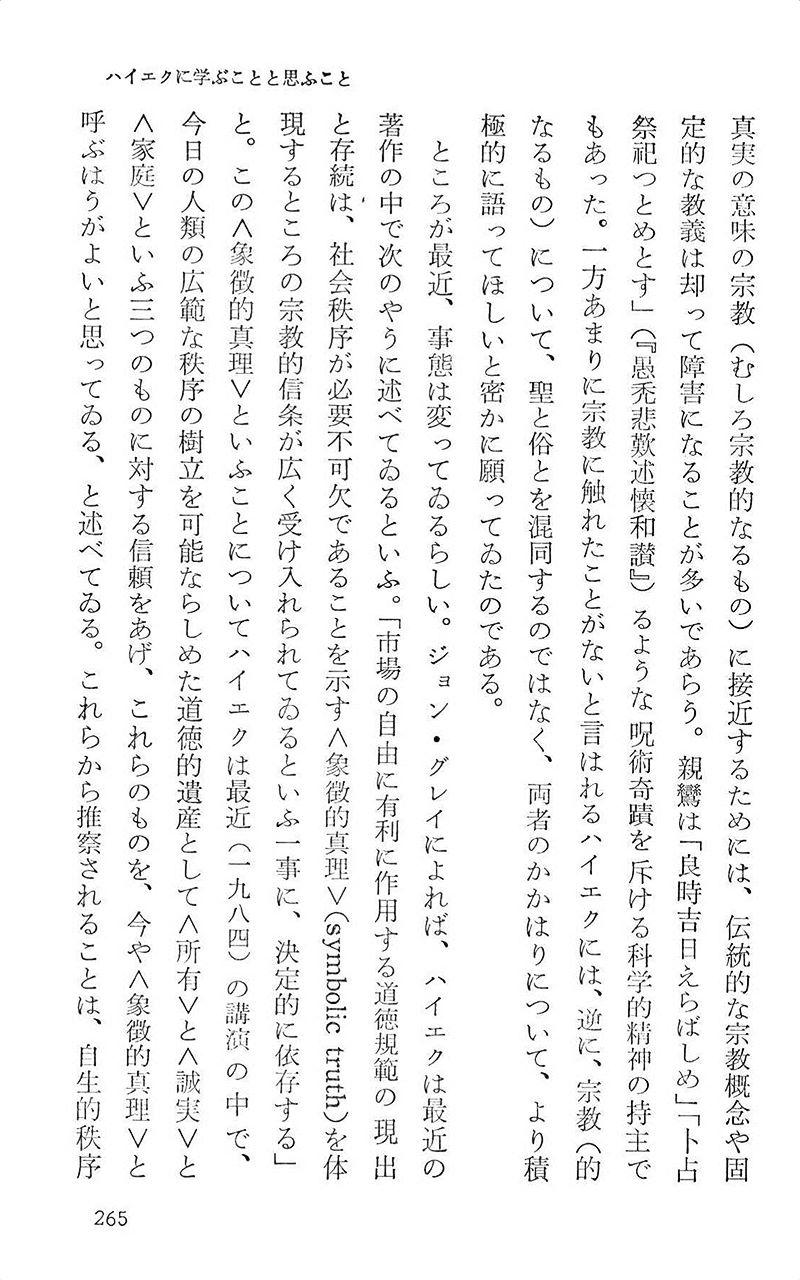 ハイエクに学ぶことと思ふこと
真実の意味の宗教（むしろ宗教的なるもの）に接近するためには、伝統的な宗教概念や固
定的な教義は却って障害になることが多いであらう。親鸞は「良時吉日えらばしめ」「卜占
祭祀つとめとす」（『愚禿悲歎述懐和讃』）るような呪術奇蹟を斥ける科学的精神の持主で
もあった。一方あまりに宗教に触れたことがないと言はれるハイエクには、逆に、宗教（的
なるもの）について、聖と俗とを混同するのではなく、両者のかかはりについて、より積
極的に語ってほしいと密かに願ってゐたのである。
ところが最近、事態は変ってゐるらしい。ジョン・グレイによれば、ハイエクは最近の
著作の中で次のやうに述べてゐるといふ。「市場の自由に有利に作用する道徳規範の現出
と存続は、社会秩序が必要不可欠であることを示す＜象徴的真理＞（symbolic truth）を体
現するところの宗教的信条が広く受け入れられてゐるといふ一事に、決定的に依存する」
と。この＜象徴的真理＞といふことについてハイエクは最近（一九八四）の講演の中で、
今日の人類の広範な秩序の樹立を可能ならしめた道徳的遺産として＜所有＞と＜誠実＞と
＜家庭＞といふ三つのものに対する信頼をあげ、これらのものを、今や＜象徴的真理＞と
呼ぶはうがよいと思ってゐる、と述べてゐる。これらから推察されることは、自生的秩序
265